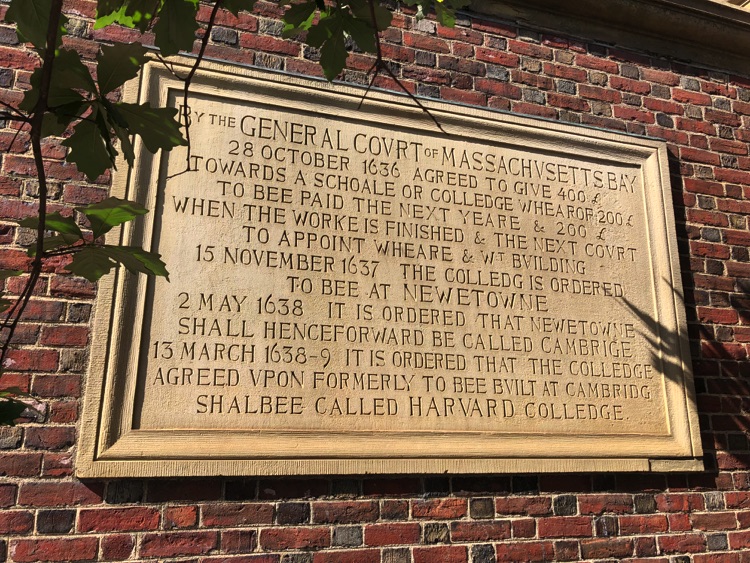 BY THE GENERAL COVRT OF MASSACHVSETTS BAY
28 OCTOBER 1636 AGREED TO GIVE 400 £
TOWARDS A SCHOALE OR COLLEDG WHEAROF 200 £
TO BEE PAID THE NEXT YEARE & 200 £
WHEN THE WORKE IS FINISHED & THE NEXT COVRT
TO APPOINT WHEARE & WT BVILDING
15 NOVEMBER 1637 THE COLLEDG IS ORDERED
TO BEE AT NEWETOWNE
2 MAY 1638 IT IS ORDERED THAT NEWETOWNE
SHALL HENCEFORWARD BE CALLED CAMBRIGE
13 MARCH 1638-9 IT IS ORDERED THAT THE COLLEDGE
AGREED VPON FORMERLY TO BEE BVILT AT CAMBRIDG
SHALBEE CALLED HARVARD COLLEDGE.